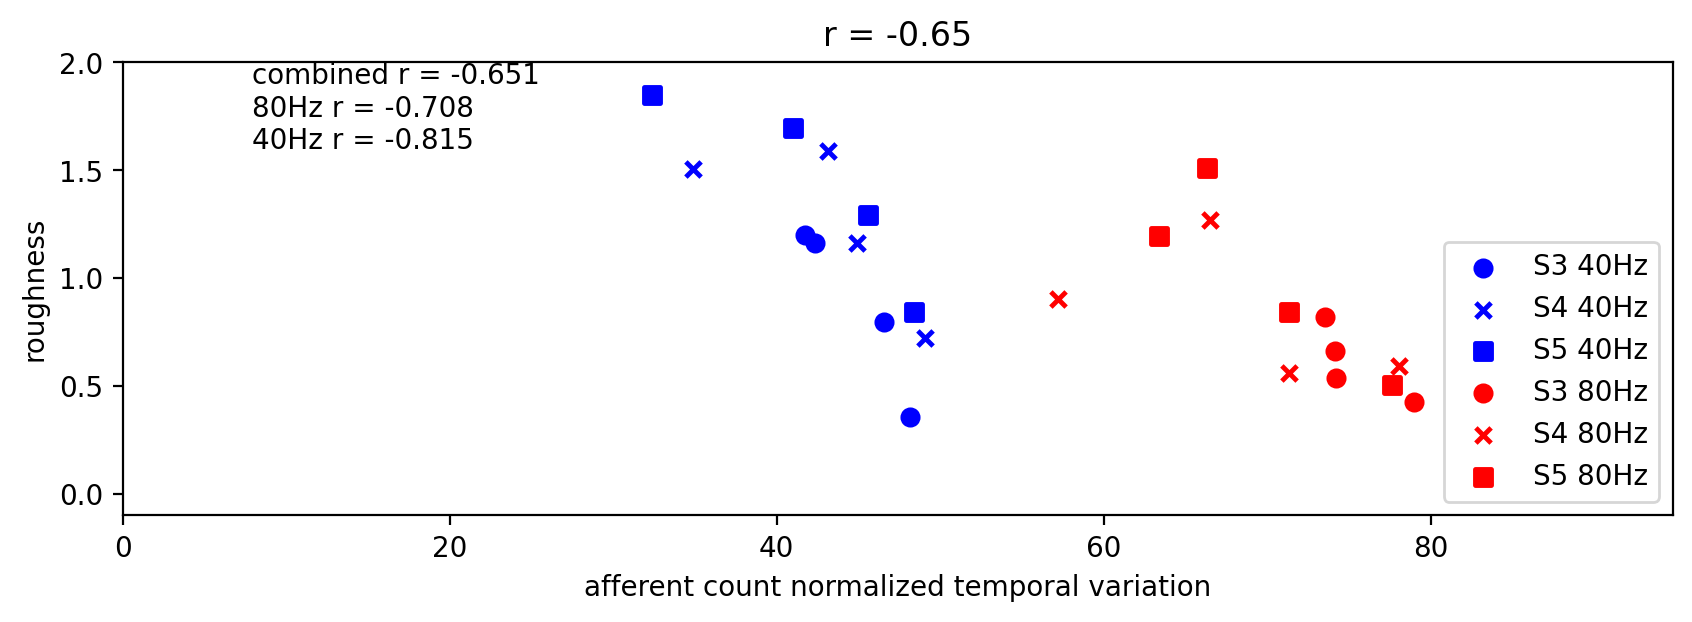 r = -0.65
combined r = -0.651
80Hz r = -0.708
40Hz r = -0.815
2.0
1.5
1.0
0.5
0.0
roughness
S3 40Hz
S4 40Hz
S5 40Hz
S3 80Hz
S4 80Hz
S5 80Hz
0 20 40 60 80
afferent count normalized temporal variation